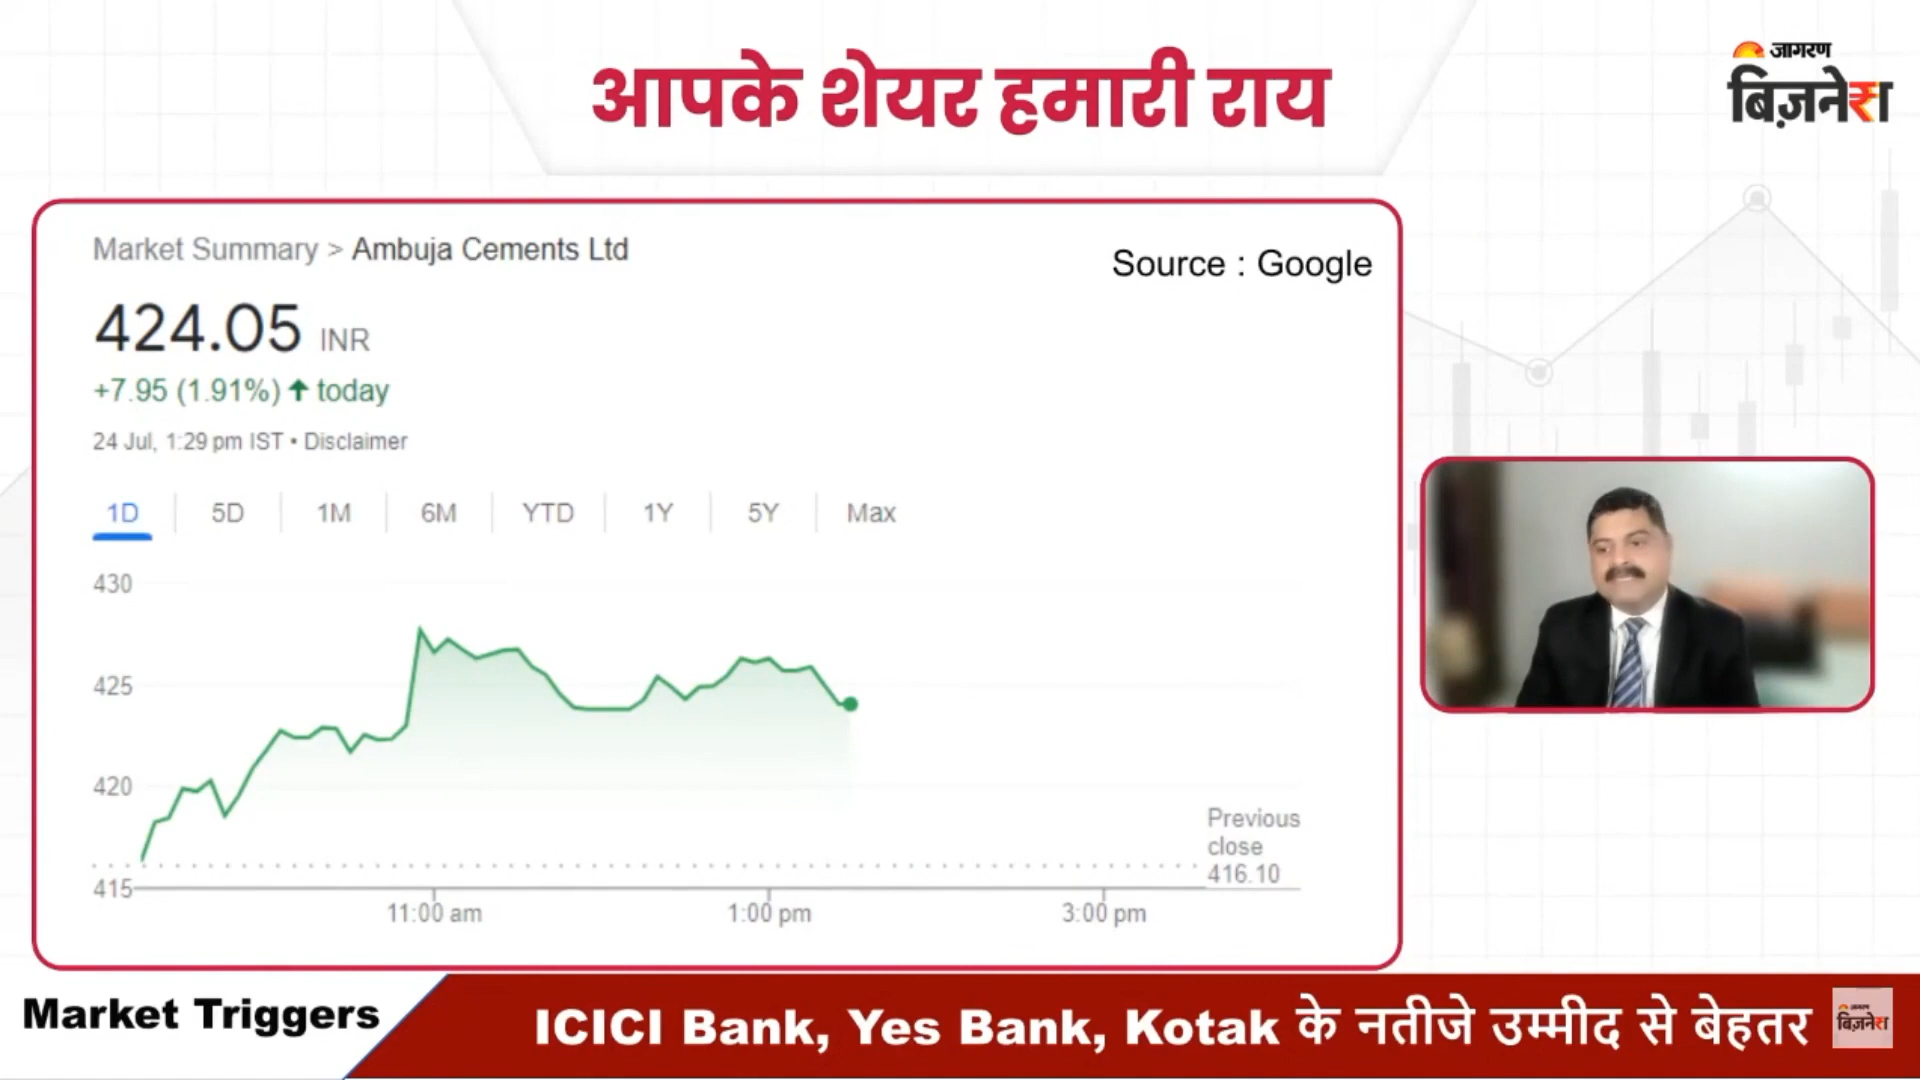 आपके शेयर हमारी राय
जागरण
बिज़नेस
Market Summary > Ambuja Cements Ltd
Source : Google
424.05 INR
+7.95 (1.91%) ↑ today
24 Jul, 1:29 pm IST • Disclaimer
1D 5D 1M 6M YTD 1Y 5Y Max
430
425
420
415
Previous
close
416.10
11:00 am 1:00 pm 3:00 pm
Market Triggers
ICICI Bank, Yes Bank, Kotak के नतीजे उम्मीद से बेहतर
जागरण
बिज़नेस